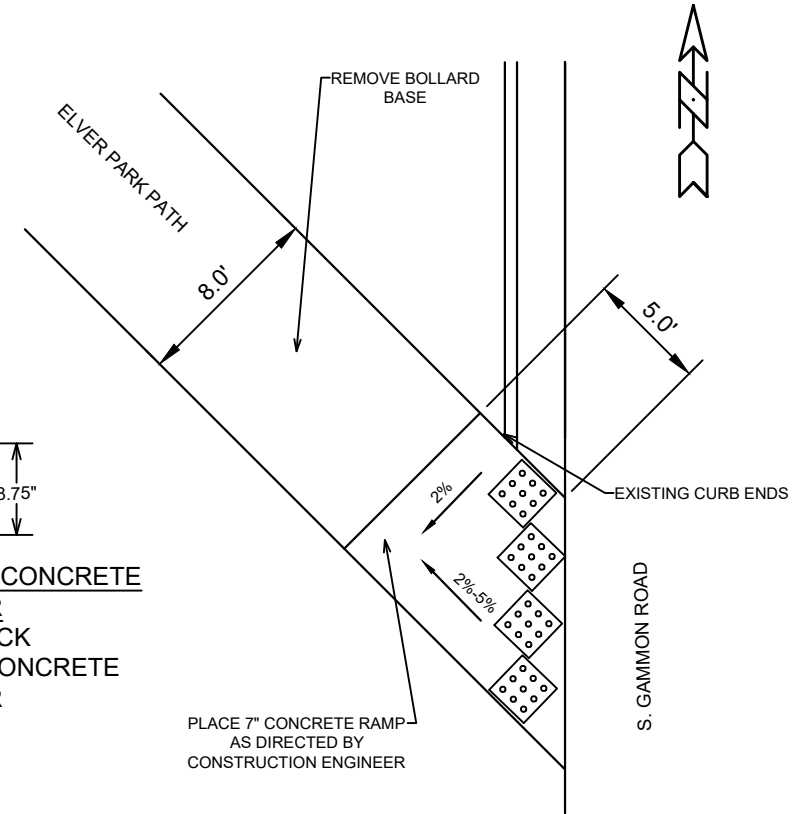 REMOVE BOLLARD
BASE
N
ELVER PARK PATH
8.0'
5.0'
EXISTING CURB ENDS
2%
2%-5%
S. GAMMON ROAD
PLACE 7" CONCRETE RAMP
AS DIRECTED BY
CONSTRUCTION ENGINEER
.75"
CONCRETE
R
CK
ONCRETE
R